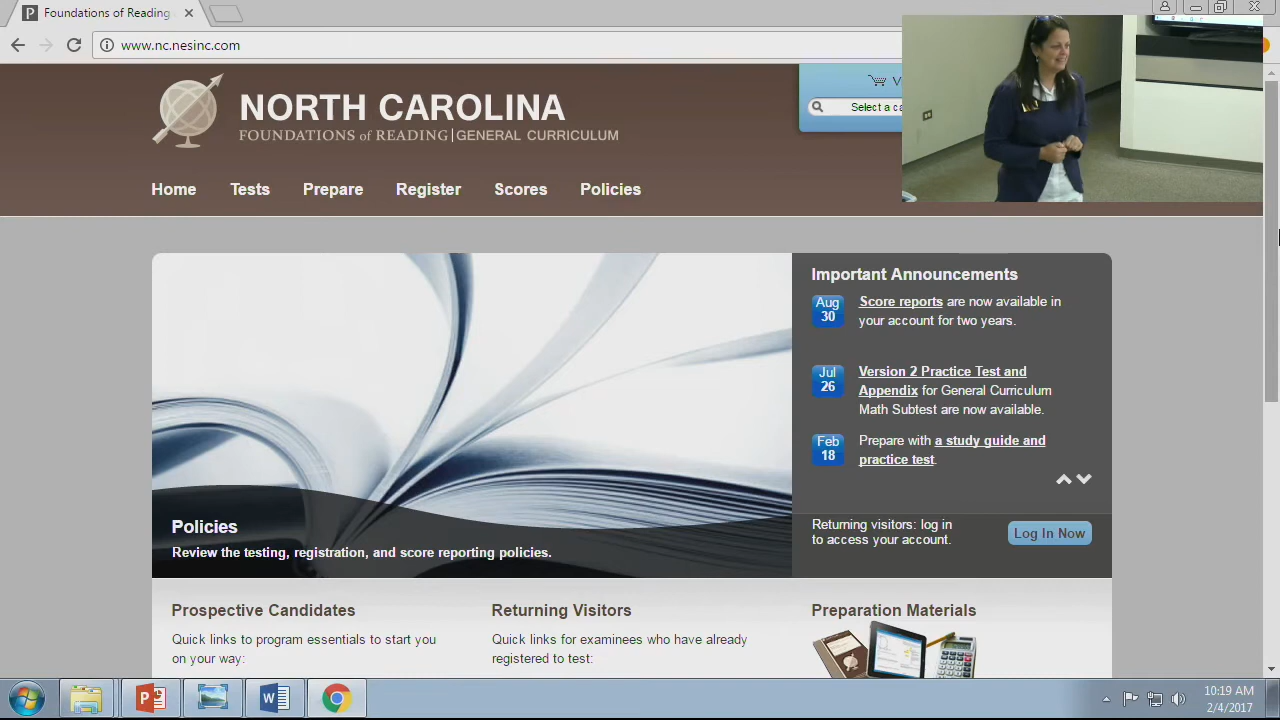 Foundations of Reading
www.nc.nesinc.com
NORTH CAROLINA
FOUNDATIONS of READING | GENERAL CURRICULUM
Select a
Home Tests Prepare Register Scores Policies
Important Announcements
Aug 30
Score reports are now available in
your account for two years.
Jul 26
Version 2 Practice Test and
Appendix for General Curriculum
Math Subtest are now available.
Feb 18
Prepare with a study guide and
practice test.
Policies
Review the testing, registration, and score reporting policies.
Returning visitors: log in
to access your account.
Log In Now
Prospective Candidates
Quick links to program essentials to start you
on your way:
Returning Visitors
Quick links for examinees who have already
registered to test:
Preparation Materials
10:19 AM
2/4/2017